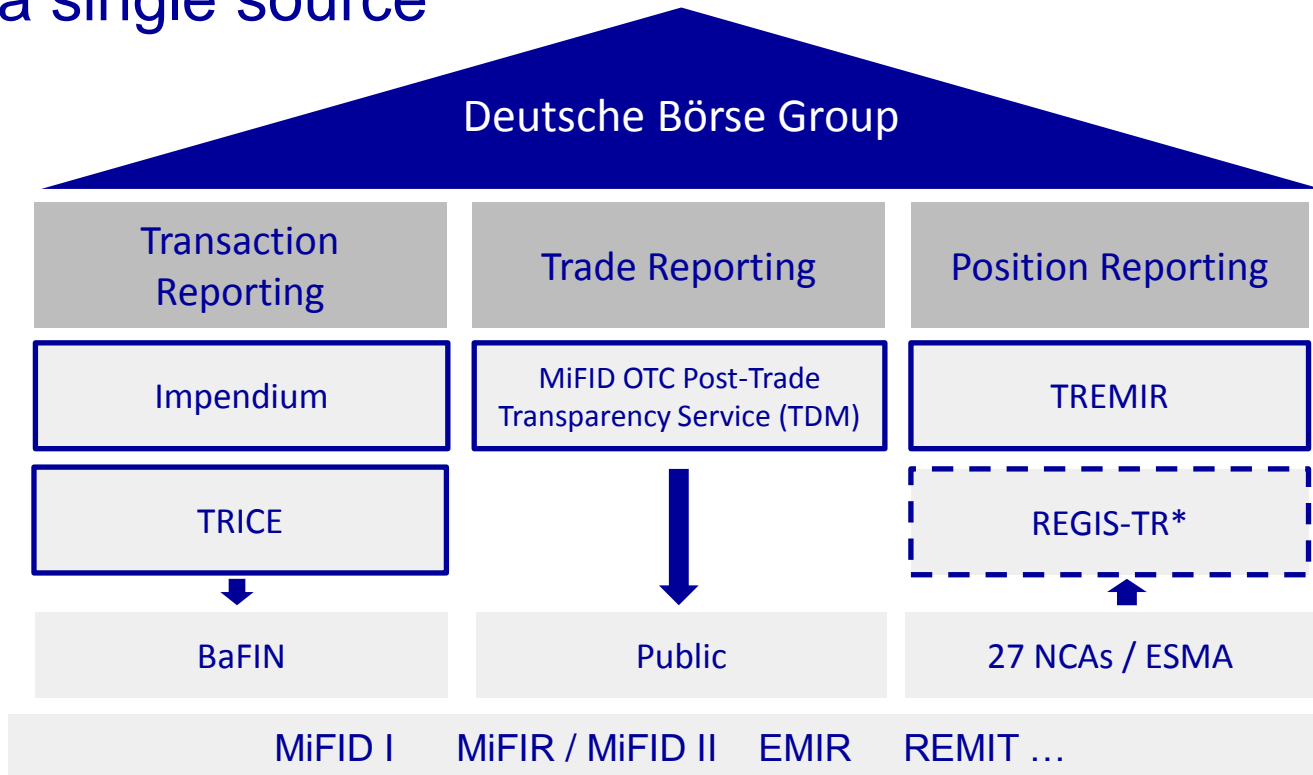 a single source
Deutsche Börse Group
Transaction
Reporting
Trade Reporting
Position Reporting
Impendium
MiFID OTC Post-Trade
Transparency Service (TDM)
TREMIR
TRICE
REGIS-TR*
BaFIN
Public
27 NCAs / ESMA
MiFID I MiFIR / MiFID II EMIR REMIT …